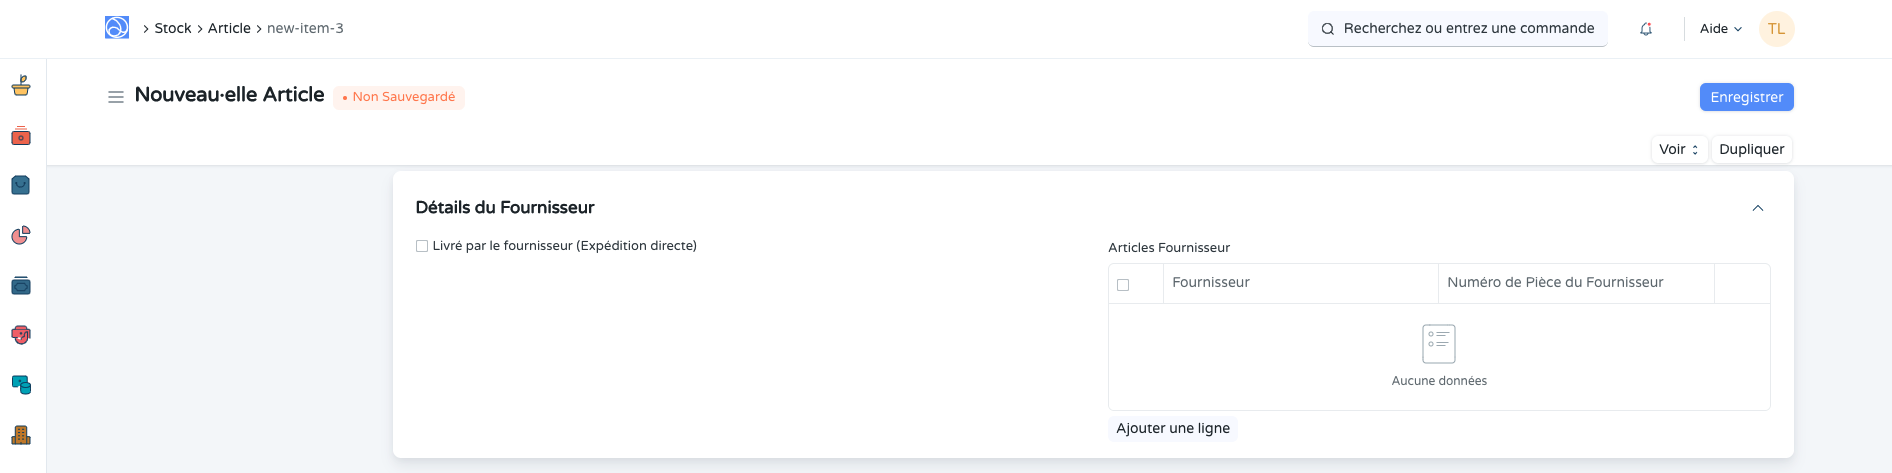 Stock Article new-item-3
Recherchez ou entrez une commande
Aide
TL
Nouveau·elle Article
Non Sauvegardé
Enregistrer
Voir
Dupliquer
Détails du Fournisseur
Livré par le fournisseur (Expédition directe)
Articles Fournisseur
Fournisseur Numéro de Pièce du Fournisseur
Aucune données
Ajouter une ligne